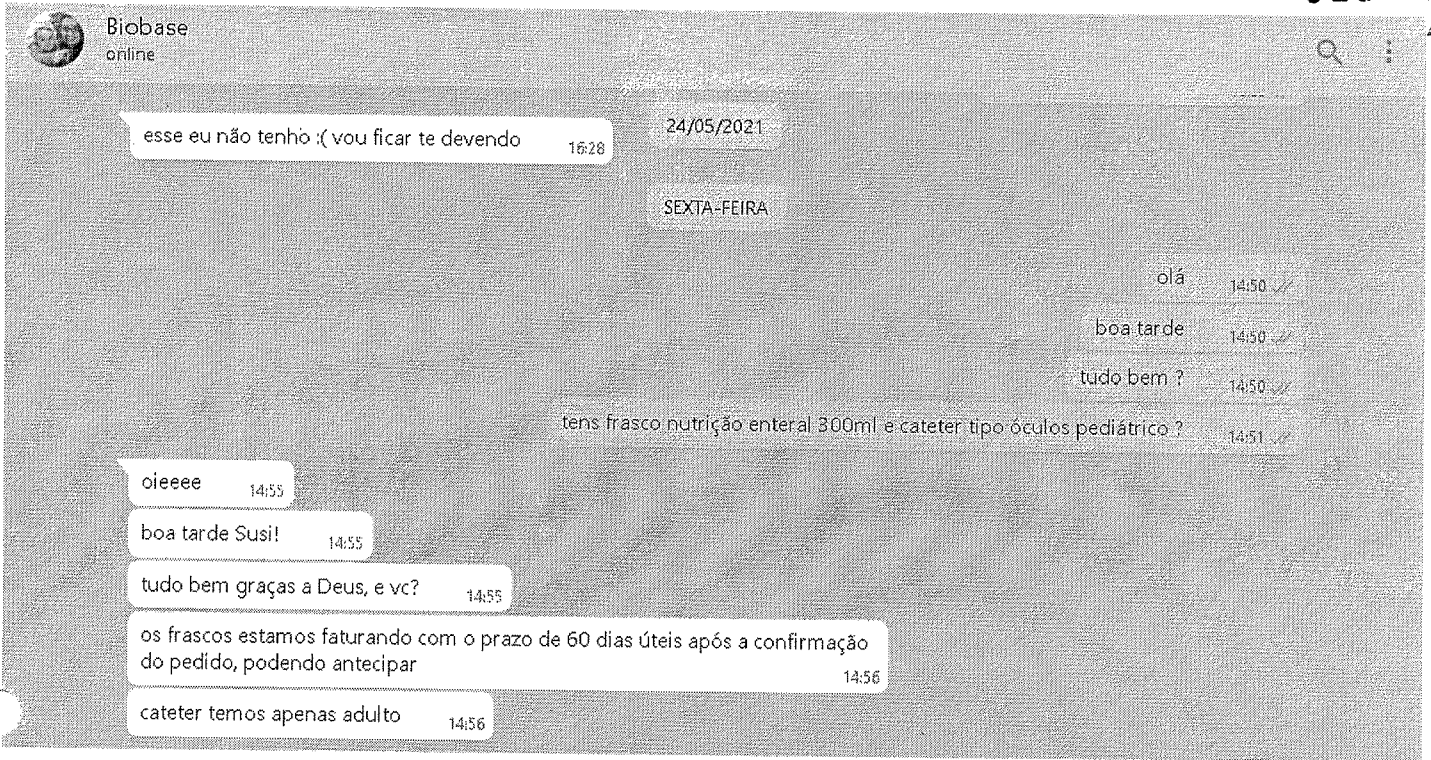 Biobase
online
24/05/2021
esse eu não tenho :( vou ficar te devendo 16:28
SEXTA-FEIRA
olá 14:50
boa tarde 14:50
tudo bem ? 14:50
tens frasco nutrição enteral 300ml e cateter tipo óculos pediátrico ? 14:51
oieeee 14:55
boa tarde Susi! 14:55
tudo bem graças a Deus, e vc? 14:55
os frascos estamos faturando com o prazo de 60 dias úteis após a confirmação
do pedido, podendo antecipar 14:56
cateter temos apenas adulto 14:56